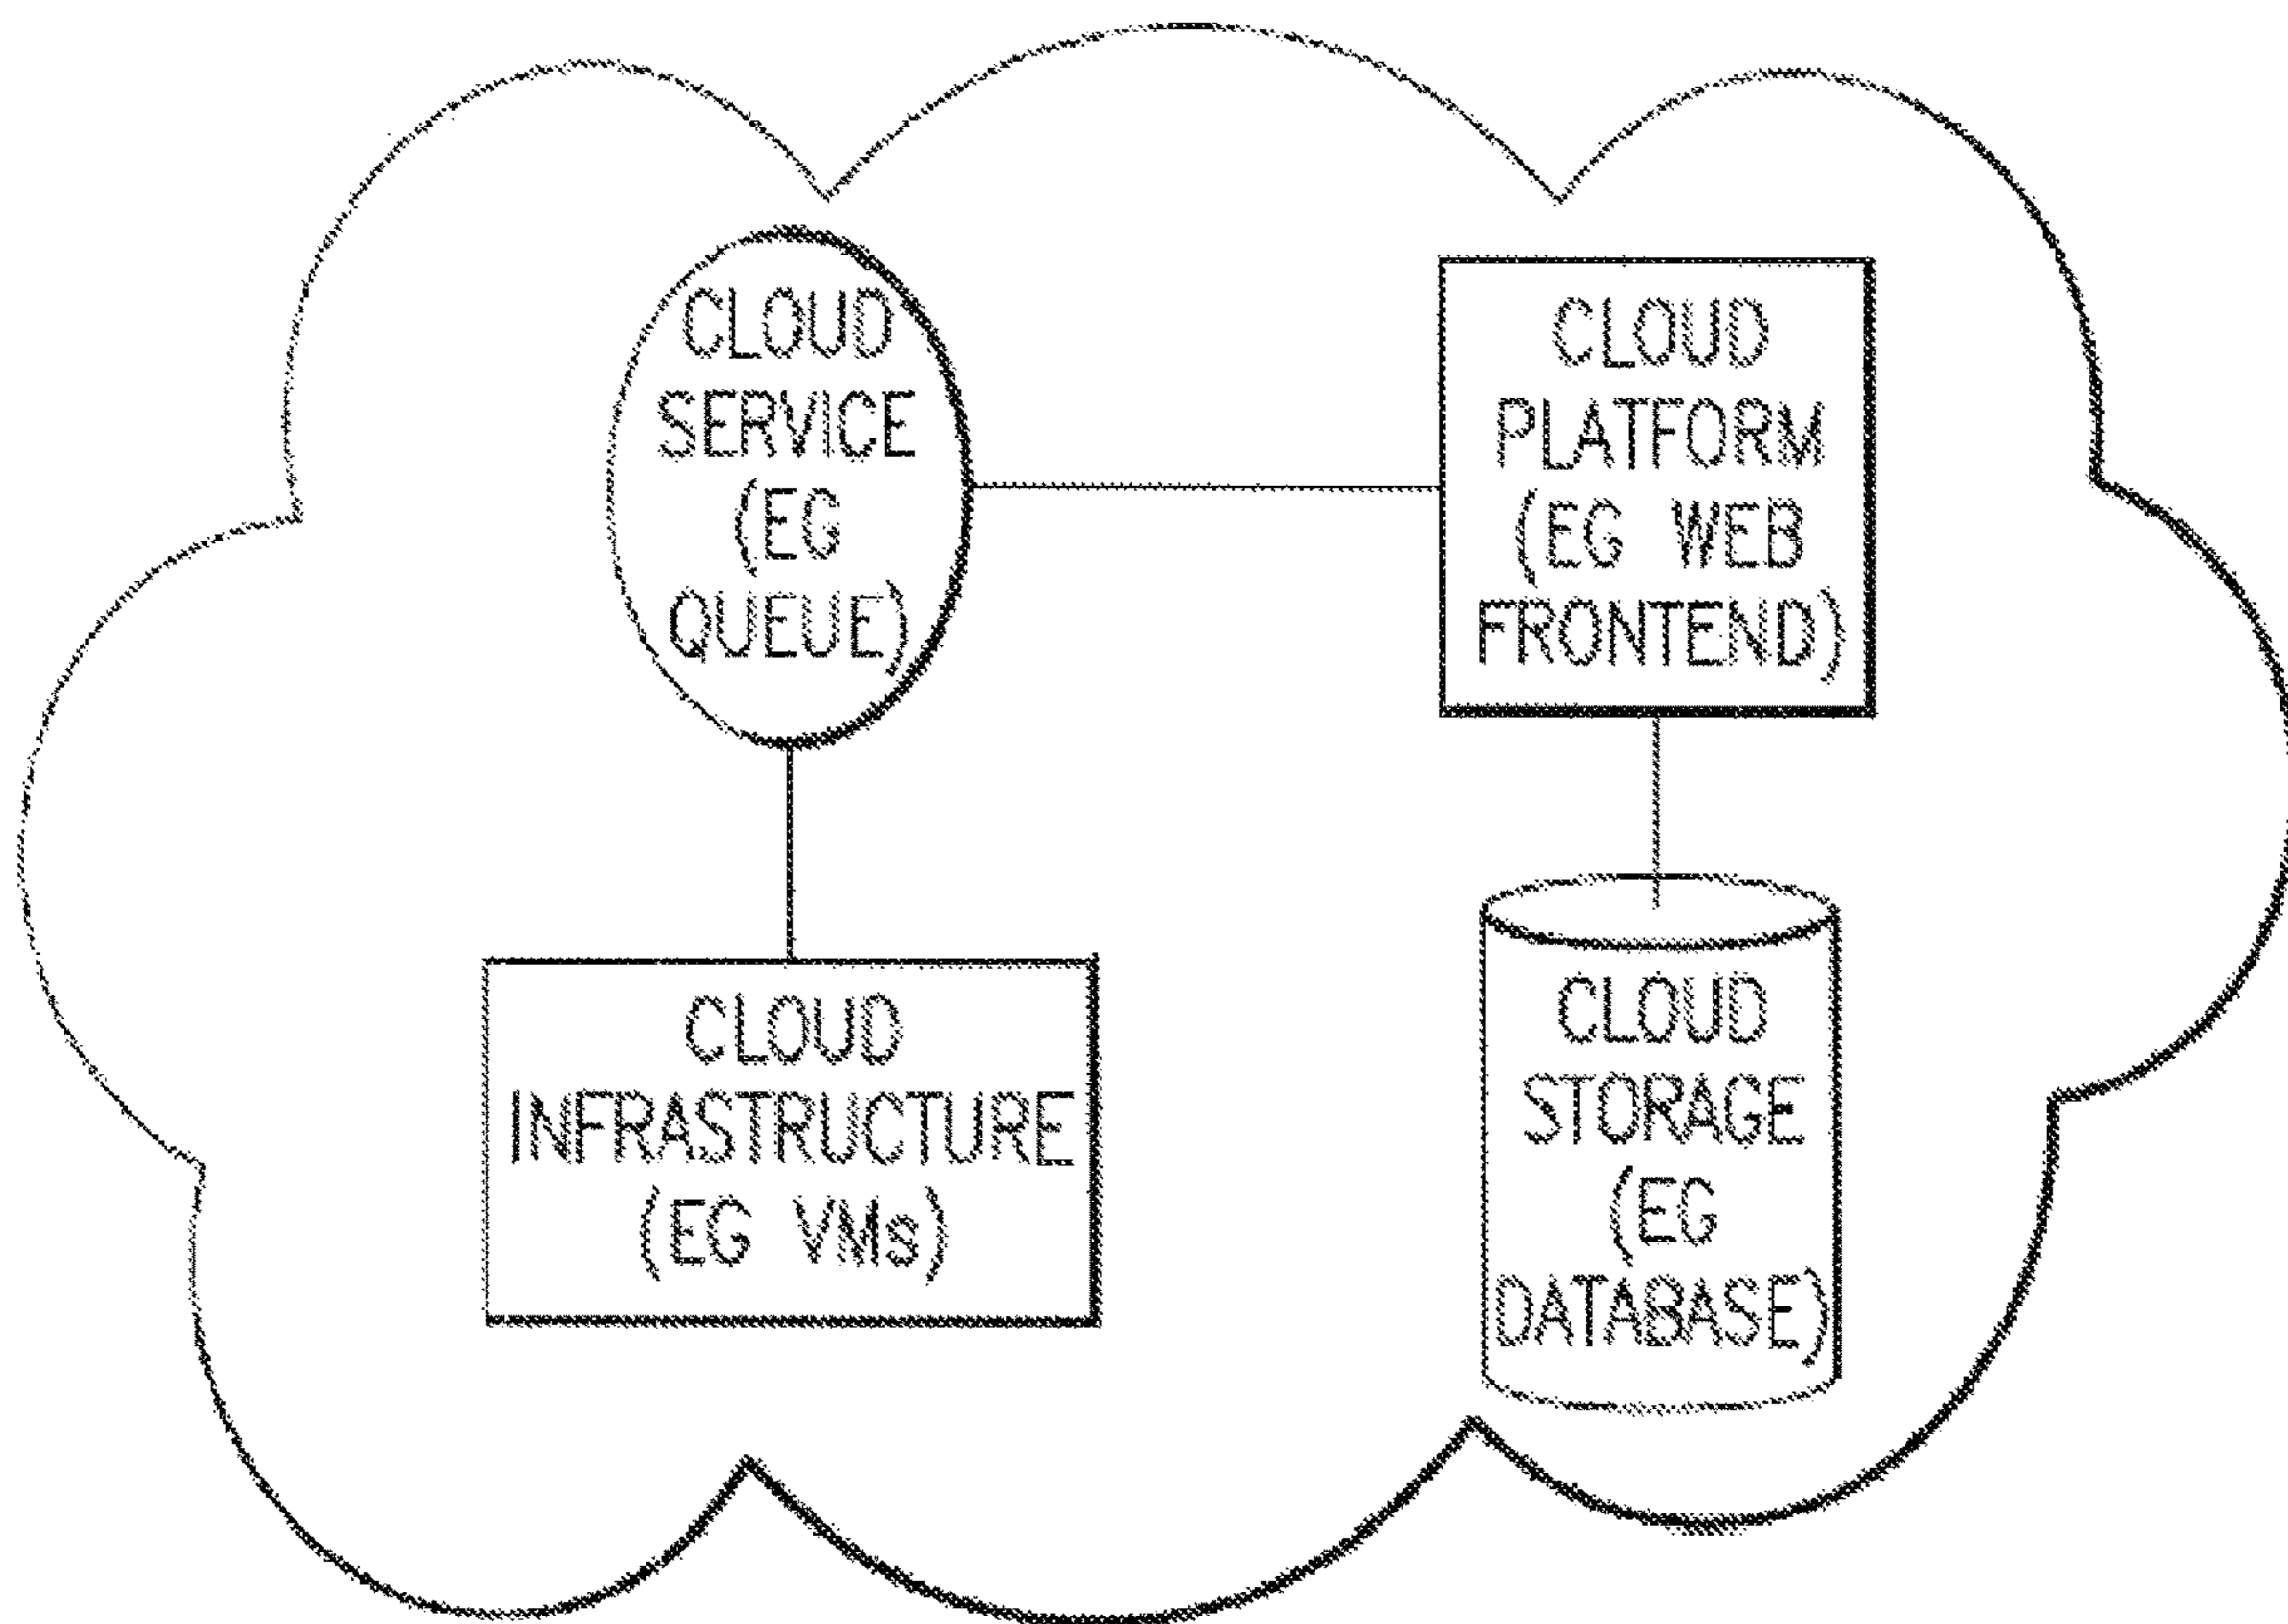 CLOUD
SERVICE
(EG
QUEUE)
CLOUD
PLATFORM
(EG WEB
FRONTEND)
CLOUD
INFRASTRUCTURE
(EG VMs)
CLOUD
STORAGE
(EG
DATABASE)